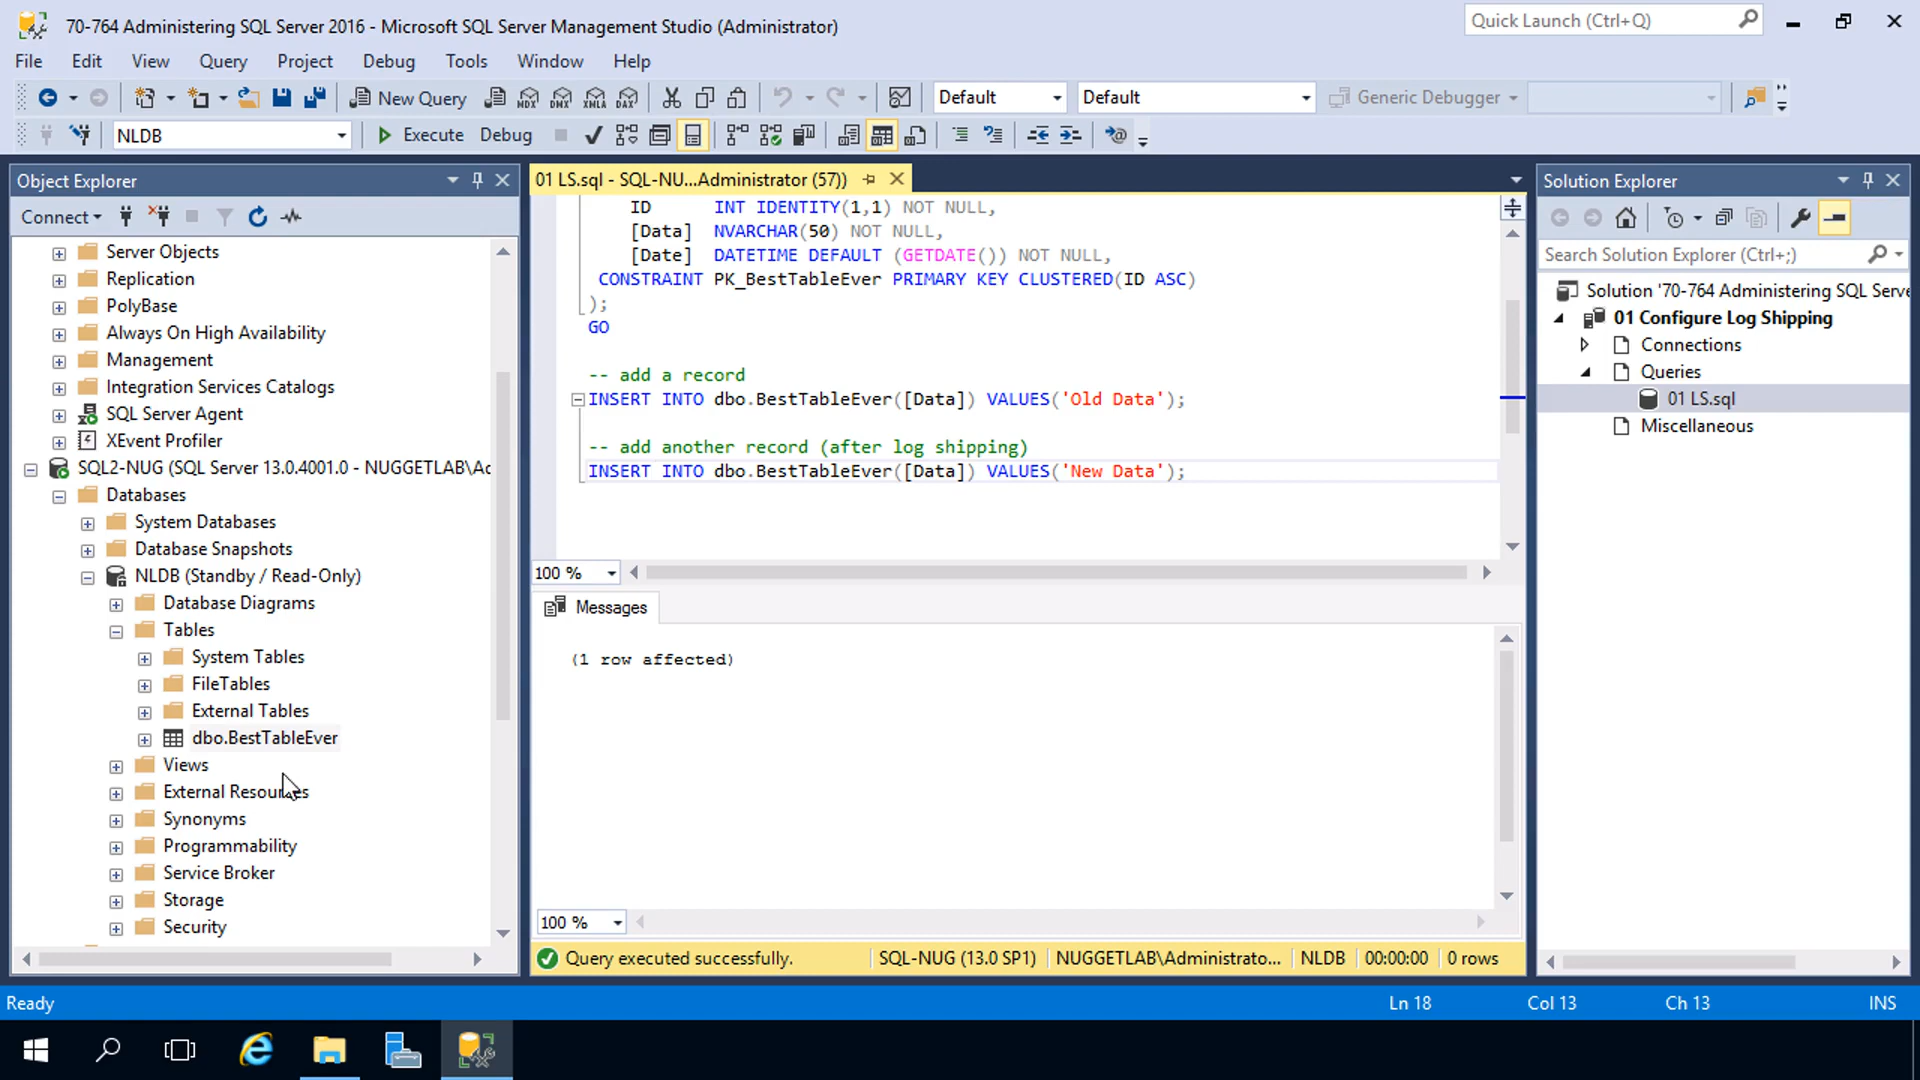 70-764 Administering SQL Server 2016 - Microsoft SQL Server Management Studio (Administrator)
Quick Launch (Ctrl+Q)
File Edit View Query Project Debug Tools Window Help
New Query
MDX DMX XMLA DAX
Default
Default
Generic Debugger
NLDB
Execute Debug
Object Explorer
Connect
Server Objects
Replication
PolyBase
Always On High Availability
Management
Integration Services Catalogs
SQL Server Agent
XEvent Profiler
SQL2-NUG (SQL Server 13.0.4001.0 - NUGGETLAB\Ac
Databases
System Databases
Database Snapshots
NLDB (Standby / Read-Only)
Database Diagrams
Tables
System Tables
FileTables
External Tables
dbo.BestTableEver
Views
External Resources
Synonyms
Programmability
Service Broker
Storage
Security
01 LS.sql - SQL-NU...Administrator (57))
ID INT IDENTITY(1,1) NOT NULL,
[Data] NVARCHAR(50) NOT NULL,
[Date] DATETIME DEFAULT (GETDATE()) NOT NULL,
CONSTRAINT PK_BestTableEver PRIMARY KEY CLUSTERED(ID ASC)
);
GO
-- add a record
INSERT INTO dbo.BestTableEver([Data]) VALUES('Old Data');
-- add another record (after log shipping)
INSERT INTO dbo.BestTableEver([Data]) VALUES('New Data');
100 %
Messages
(1 row affected)
100 %
Query executed successfully. SQL-NUG (13.0 SP1) NUGGETLAB\Administrato... NLDB 00:00:00 0 rows
Solution Explorer
Search Solution Explorer (Ctrl+;)
Solution '70-764 Administering SQL Serve
01 Configure Log Shipping
Connections
Queries
01 LS.sql
Miscellaneous
Ready Ln 18 Col 13 Ch 13 INS